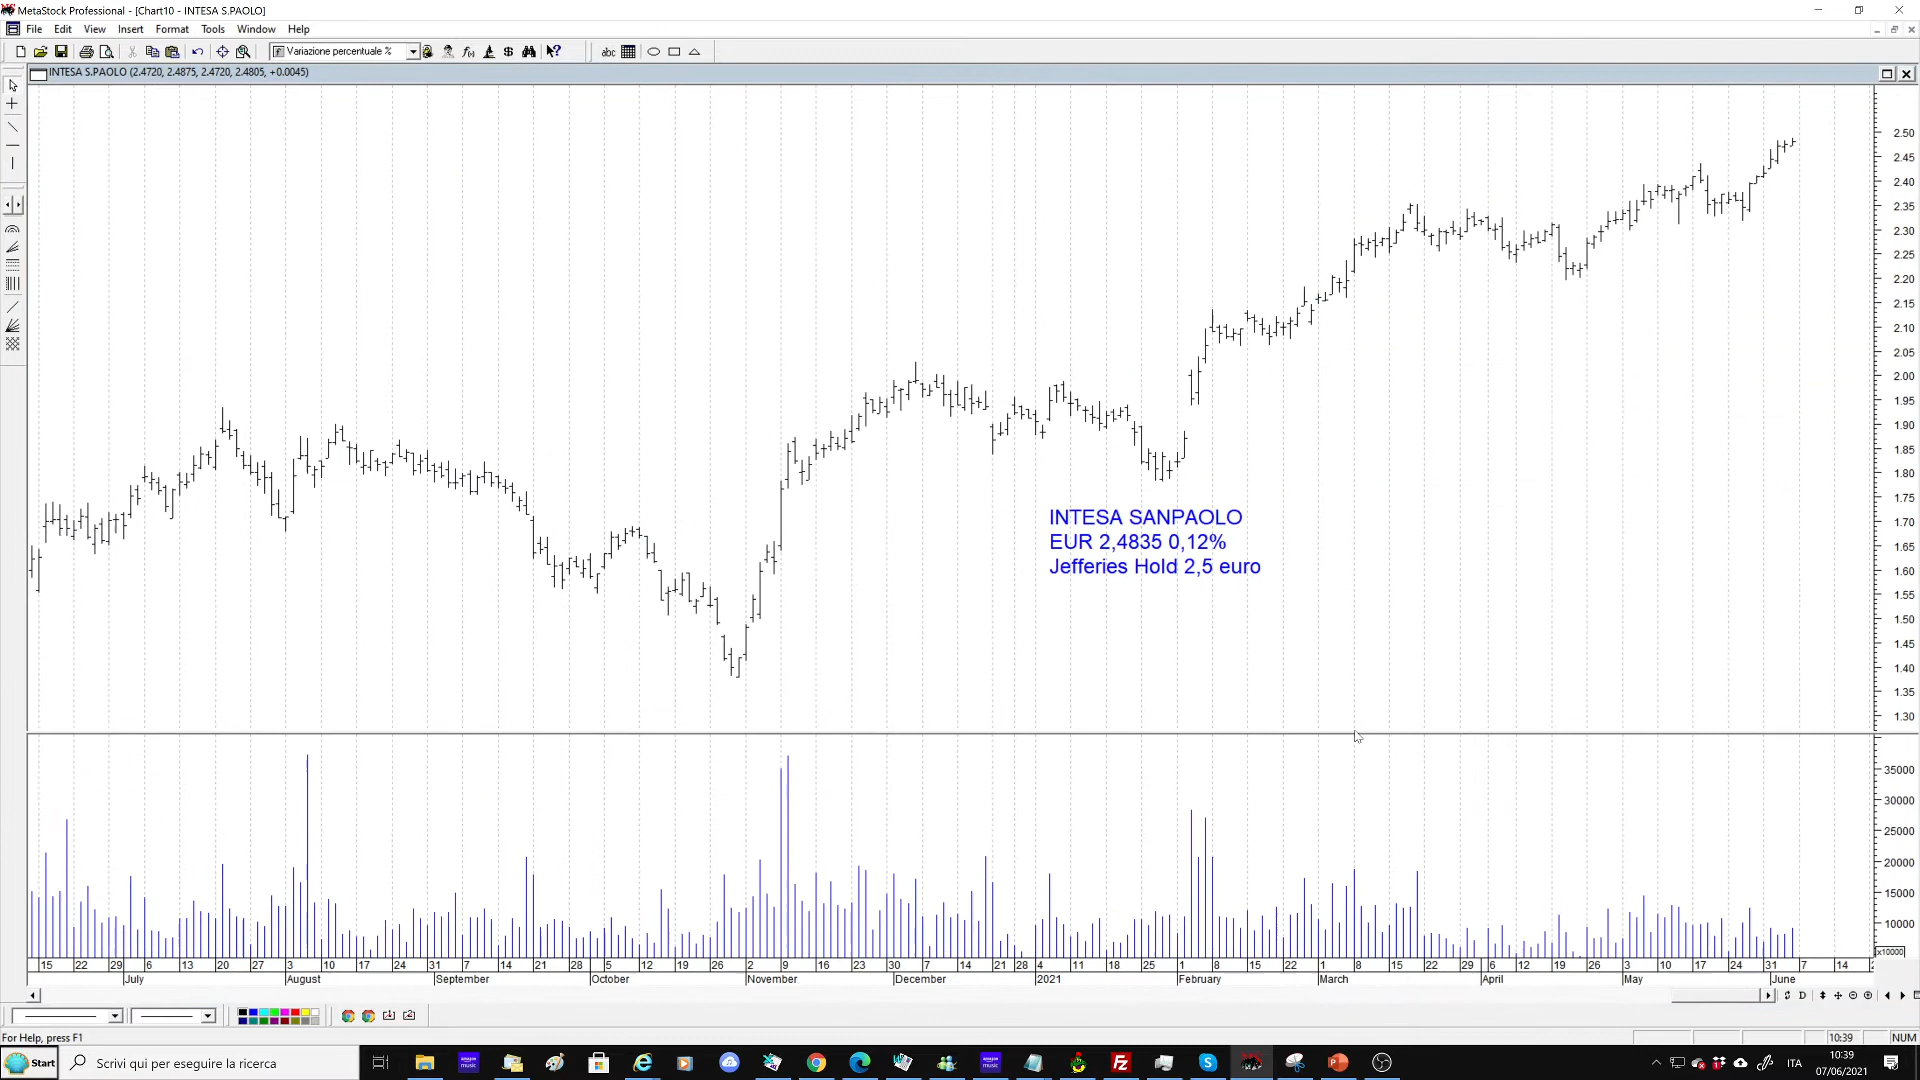 MetaStock Professional - [Chart10 - INTESA S.PAOLO]
File Edit View Insert Format Tools Window Help
Variazione percentuale %
abc
INTESA S.PAOLO (2.4720, 2.4875, 2.4720, 2.4805, +0.0045)
2.50
2.45
2.40
2.35
2.30
2.25
2.20
2.15
2.10
2.05
2.00
1.95
1.90
1.85
1.80
1.75
1.70
1.65
1.60
1.55
1.50
1.45
1.40
1.35
1.30
INTESA SANPAOLO
EUR 2,4835 0,12%
Jefferies Hold 2,5 euro
35000
30000
25000
20000
15000
10000
x10000
15 22 29 6 13 20 27 3 10 17 24 31 7 14 21 28 5 12 19 26 2 9 16 23 30 7 14 21 28 4 11 18 25 1 8 15 22 1 8 15 22 29 6 12 19 26 3 10 17 24 31 7 14
July August September October November December 2021 February March April May June
For Help, press F1
10:39 NUM
Start
Scrivi qui per eseguire la ricerca
ITA
10:39
07/06/2021